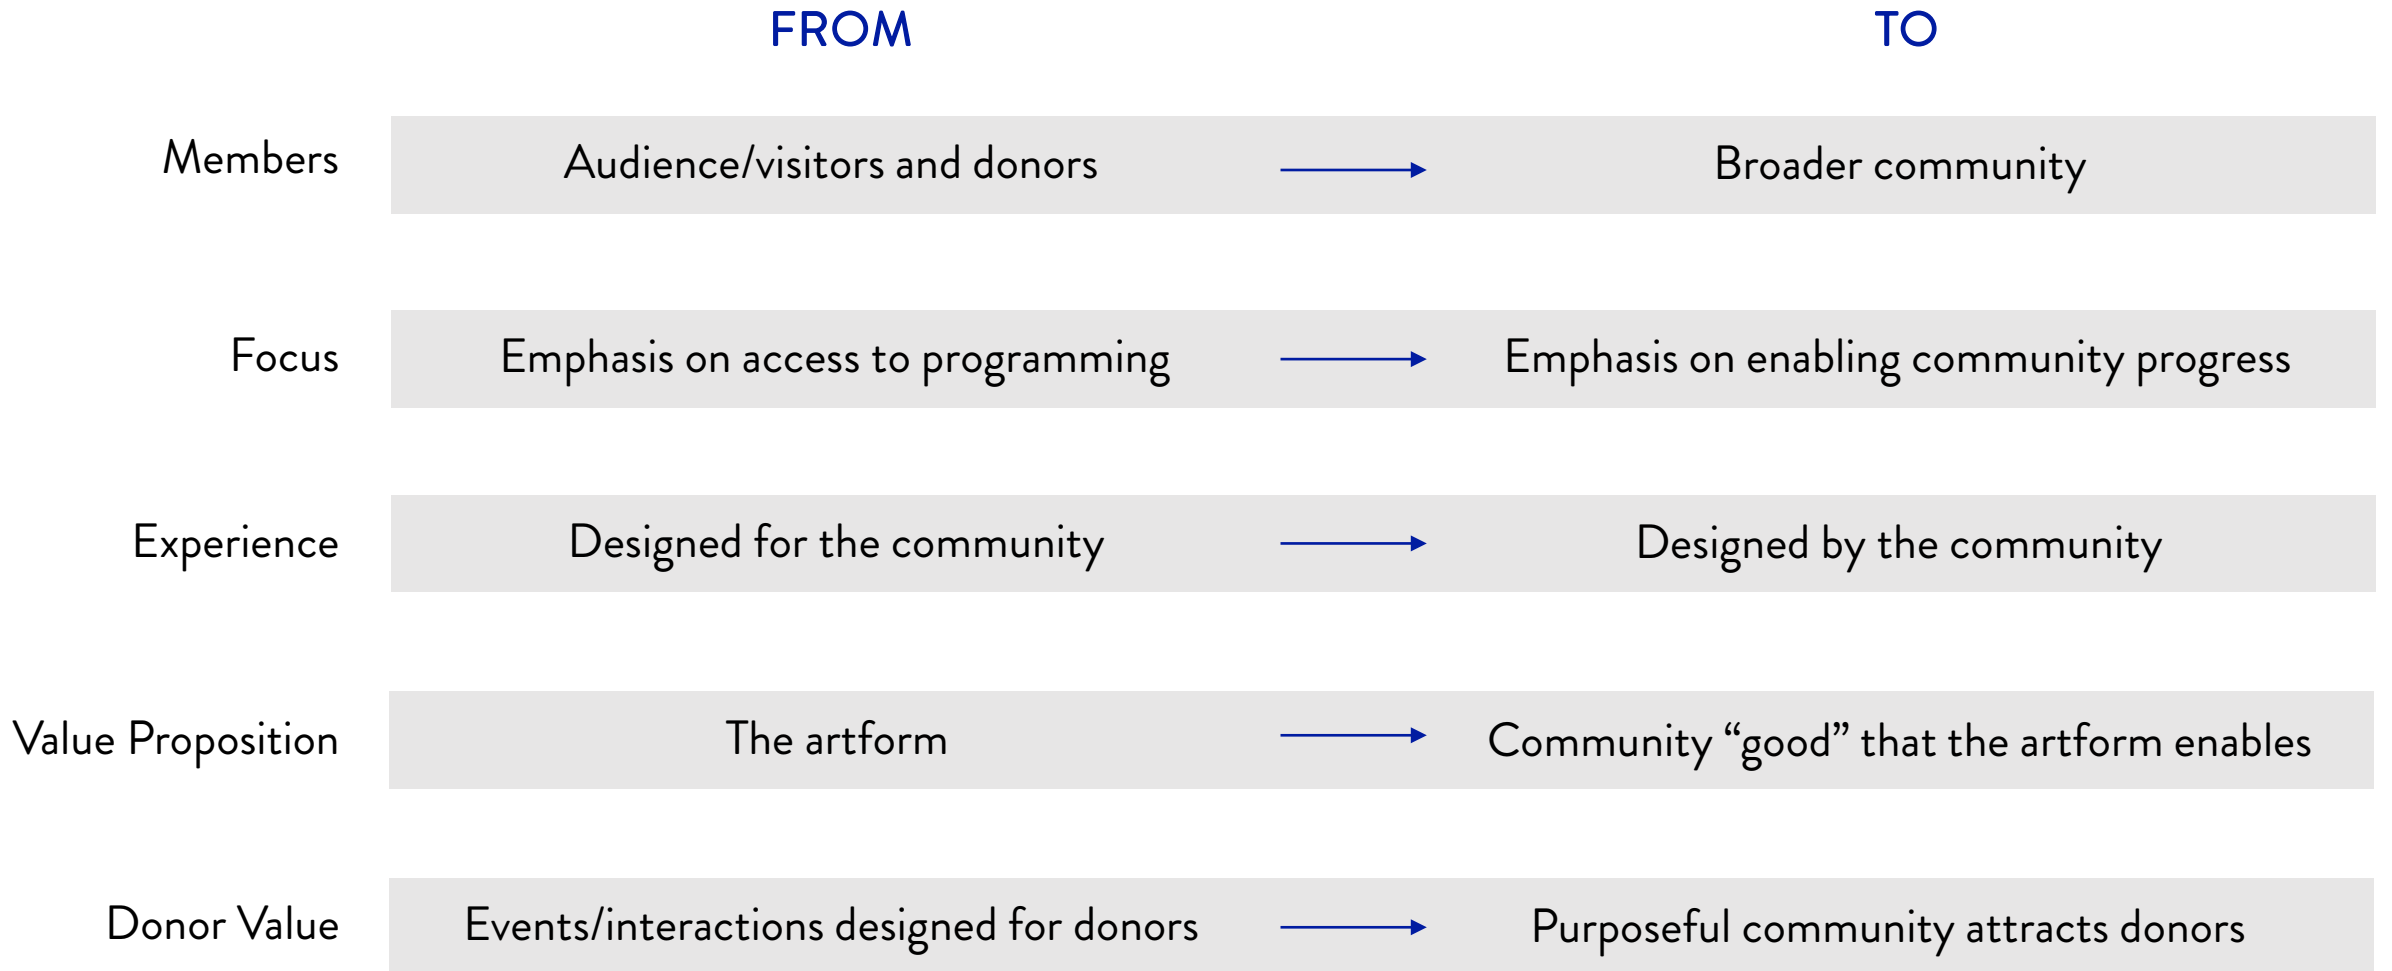 FROM TO
Members Audience/visitors and donors Broader community
Focus Emphasis on access to programming Emphasis on enabling community progress
Experience Designed for the community Designed by the community
Value Proposition The artform Community “good” that the artform enables
Donor Value Events/interactions designed for donors Purposeful community attracts donors